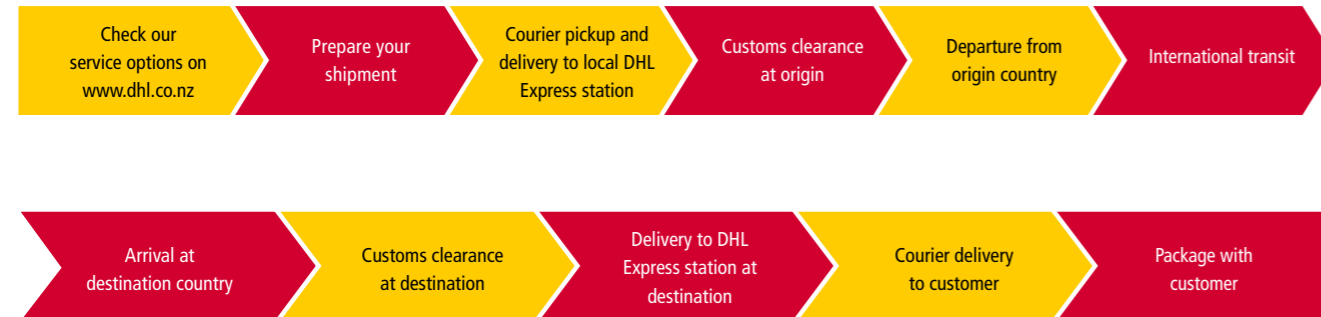 Check our
service options on
www.dhl.co.nz
Prepare your
shipment
Courier pickup and
delivery to local DHL
Express station
Customs clearance
at origin
Departure from
origin country
International transit
Arrival at
destination country
Customs clearance
at destination
Delivery to DHL
Express station at
destination
Courier delivery
to customer
Package with
customer